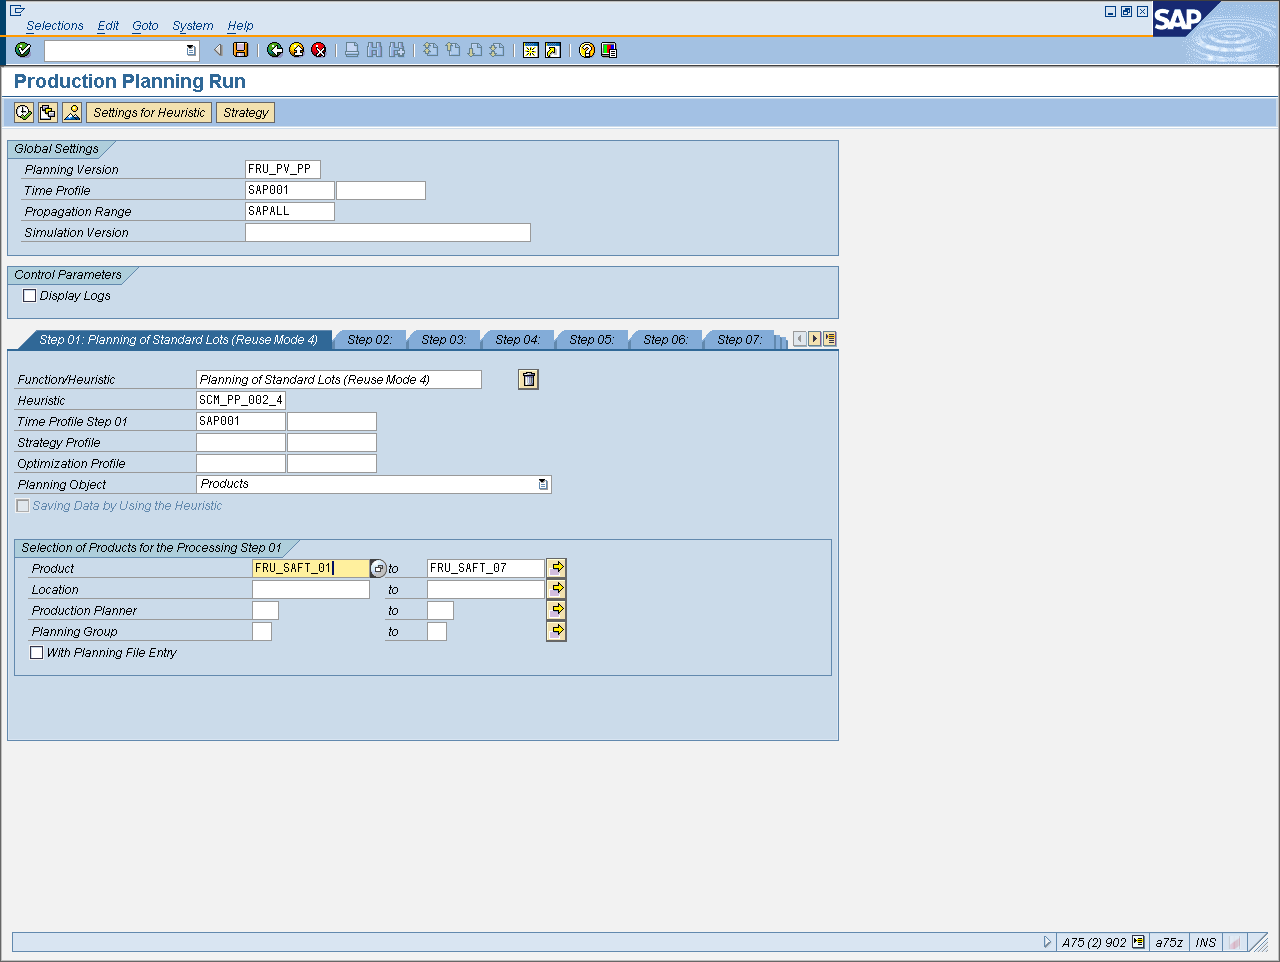 Selections Edit Goto System Help
SAP
Production Planning Run
Settings for Heuristic Strategy
Global Settings
Planning Version FRU_PV_PP
Time Profile SAP001
Propagation Range SAPALL
Simulation Version
Control Parameters
Display Logs
Step 01: Planning of Standard Lots (Reuse Mode 4) Step 02: Step 03: Step 04: Step 05: Step 06: Step 07:
Function/Heuristic Planning of Standard Lots (Reuse Mode 4)
Heuristic SCM_PP_002_4
Time Profile Step 01 SAP001
Strategy Profile
Optimization Profile
Planning Object Products
Saving Data by Using the Heuristic
Selection of Products for the Processing Step 01
Product FRU_SAFT_01 to FRU_SAFT_07
Location to
Production Planner to
Planning Group to
With Planning File Entry
A75 (2) 902 a75z INS